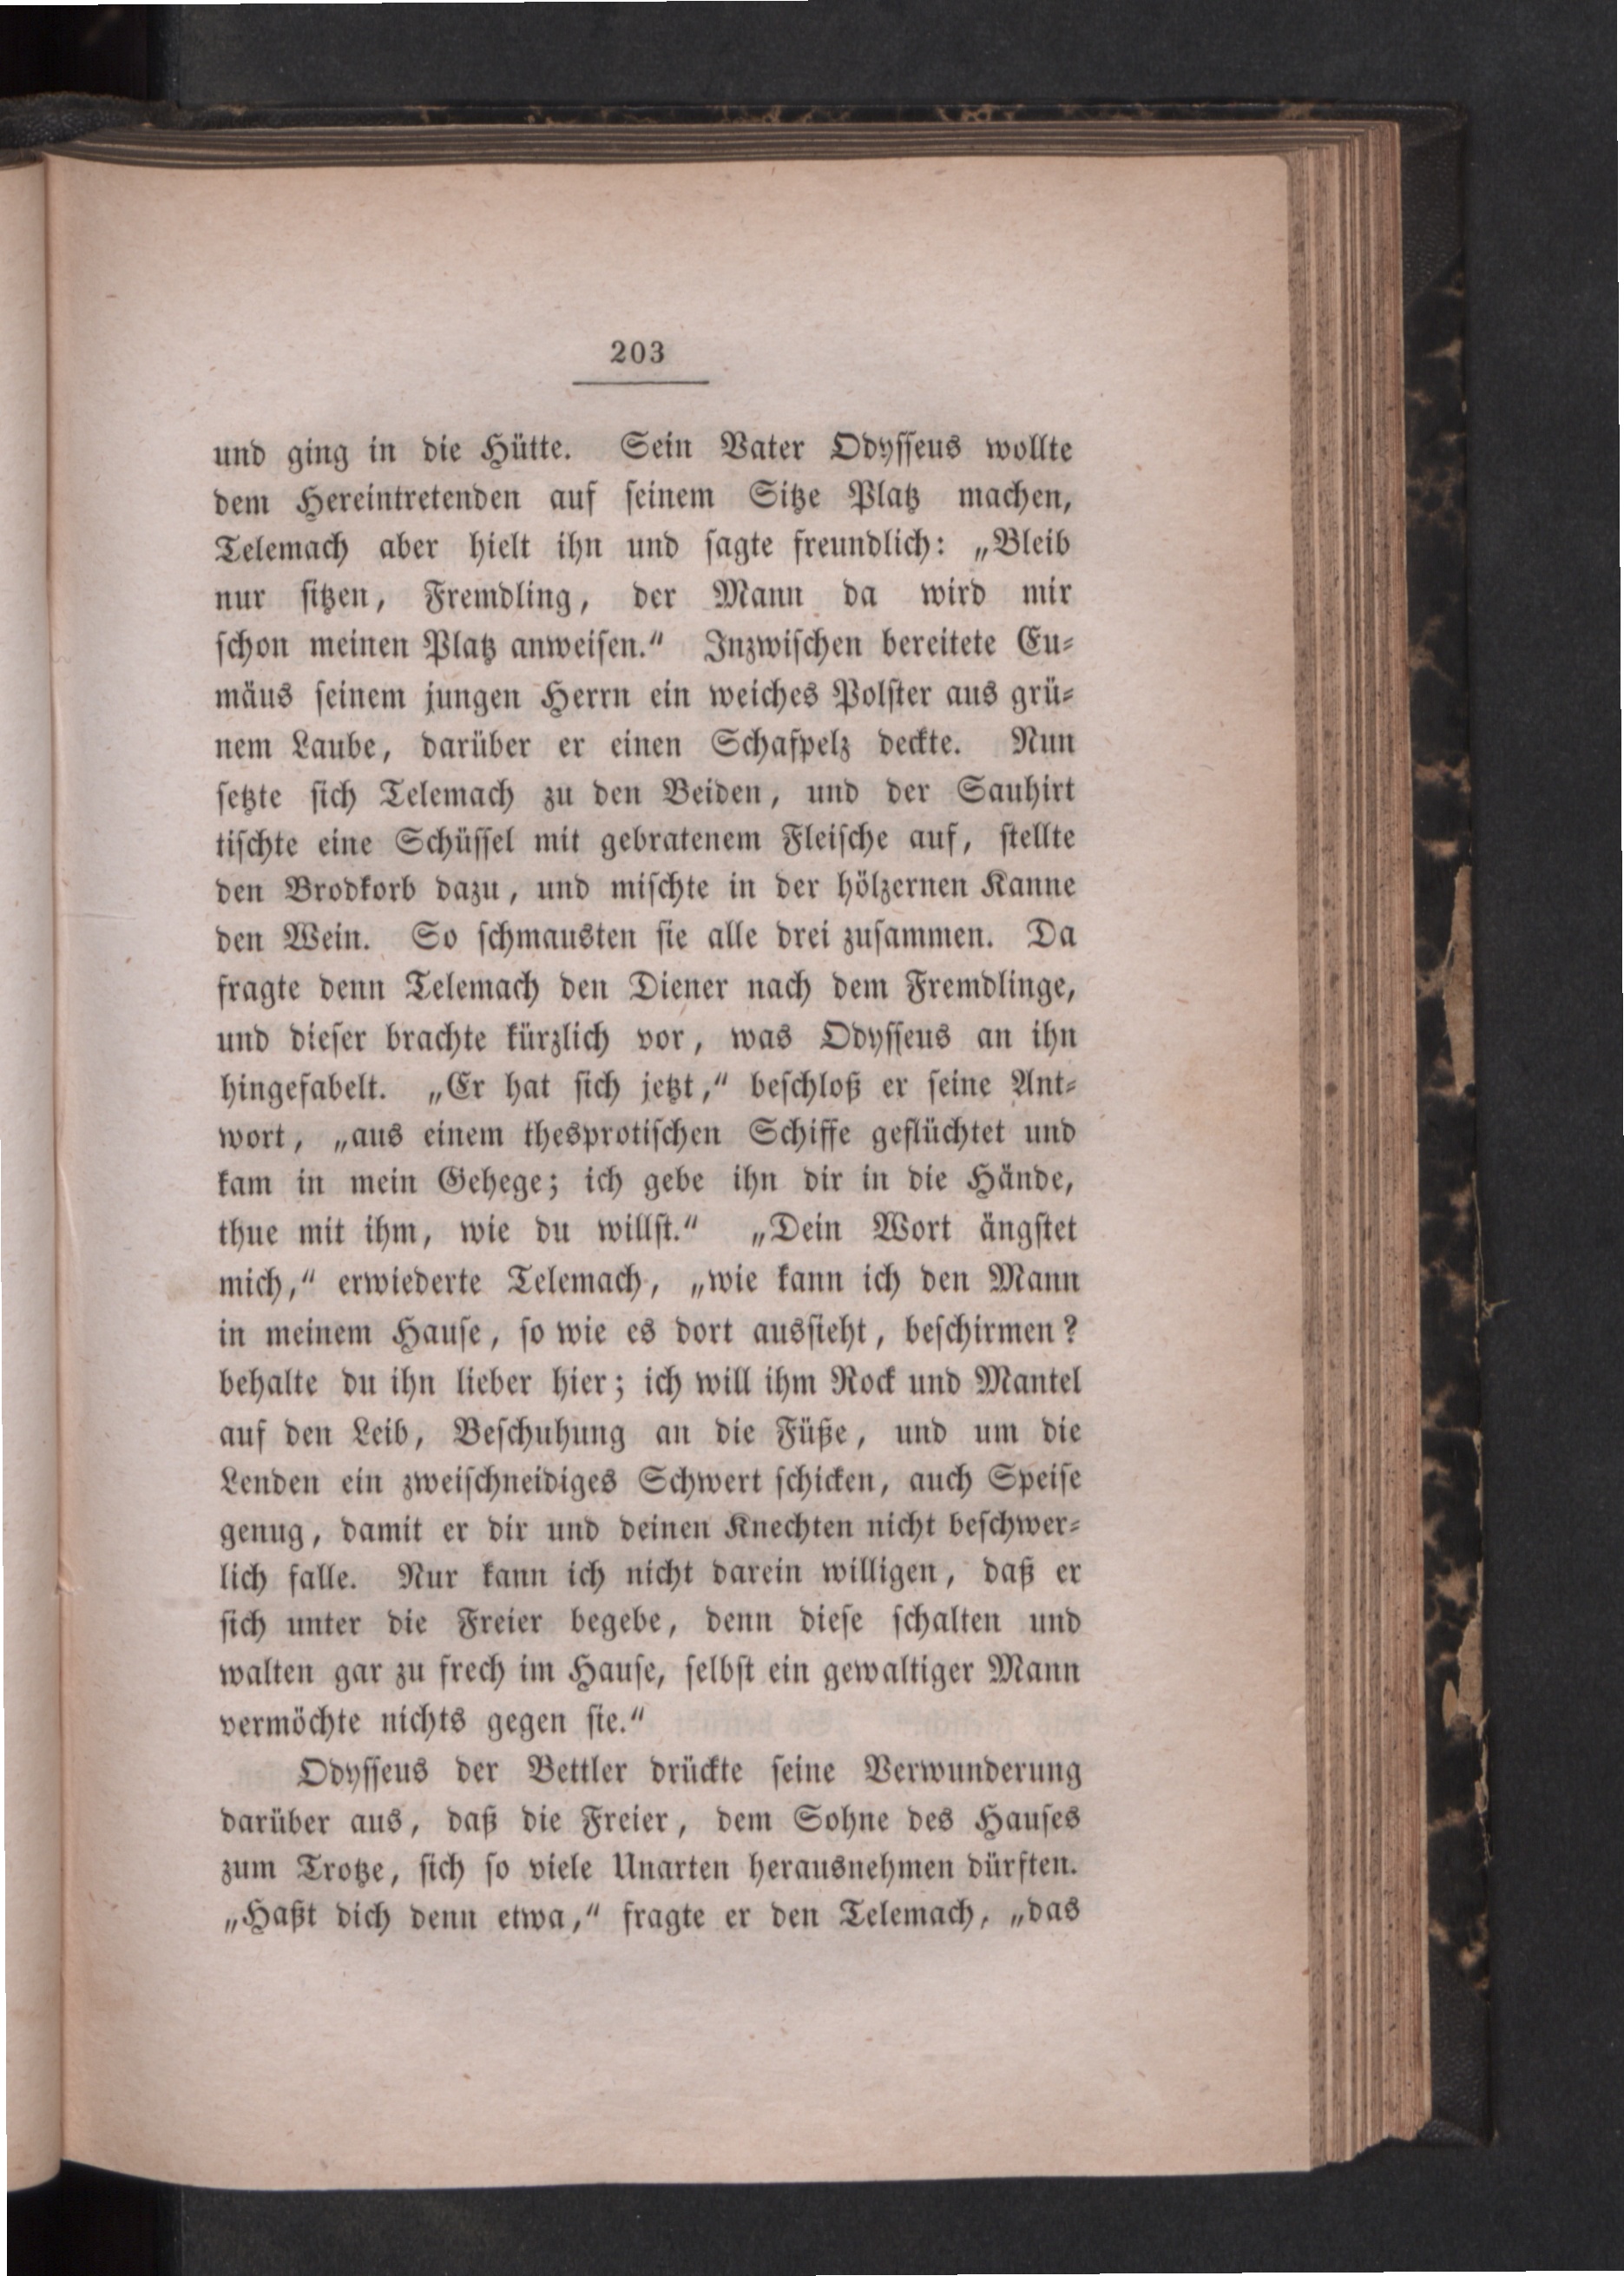 203
und ging in die Hütte. Sein Vater Odysseus wollte
dem Hereintretenden auf seinem Sitze Platz machen,
Telemach aber hielt ihn und sagte freundlich: „Bleib
nur sitzen, Fremdling, der Mann da wird mir
schon meinen Platz anweisen.“ Inzwischen bereitete Eu-
mäus seinem jungen Herrn ein weiches Polster aus grü-
nem Laube, darüber er einen Schafpelz deckte. Nun
setzte sich Telemach zu den Beiden, und der Sauhirt
tischte eine Schüssel mit gebratenem Fleische auf, stellte
den Brodkorb dazu, und mischte in der hölzernen Kanne
den Wein. So schmausten sie alle drei zusammen. Da
fragte denn Telemach den Diener nach dem Fremdlinge,
und dieser brachte kürzlich vor, was Odysseus an ihn
hingefabelt. „Er hat sich jetzt,“ beschloß er seine Ant-
wort, „aus einem thesprotischen Schiffe geflüchtet und
kam in mein Gehege; ich gebe ihn dir in die Hände,
thue mit ihm, wie du willst.“ „Dein Wort ängstet
mich,“ erwiederte Telemach, „wie kann ich den Mann
in meinem Hause, so wie es dort aussieht, beschirmen?
behalte du ihn lieber hier; ich will ihm Rock und Mantel
auf den Leib, Beschuhung an die Füße, und um die
Lenden ein zweischneidiges Schwert schicken, auch Speise
genug, damit er dir und deinen Knechten nicht beschwer-
lich falle. Nur kann ich nicht darein willigen, daß er
sich unter die Freier begebe, denn diese schalten und
walten gar zu frech im Hause, selbst ein gewaltiger Mann
vermöchte nichts gegen sie.“
Odysseus der Bettler drückte seine Verwunderung
darüber aus, daß die Freier, dem Sohne des Hauses
zum Trotze, sich so viele Unarten herausnehmen dürften.
„Haßt dich denn etwa,“ fragte er den Telemach, „das